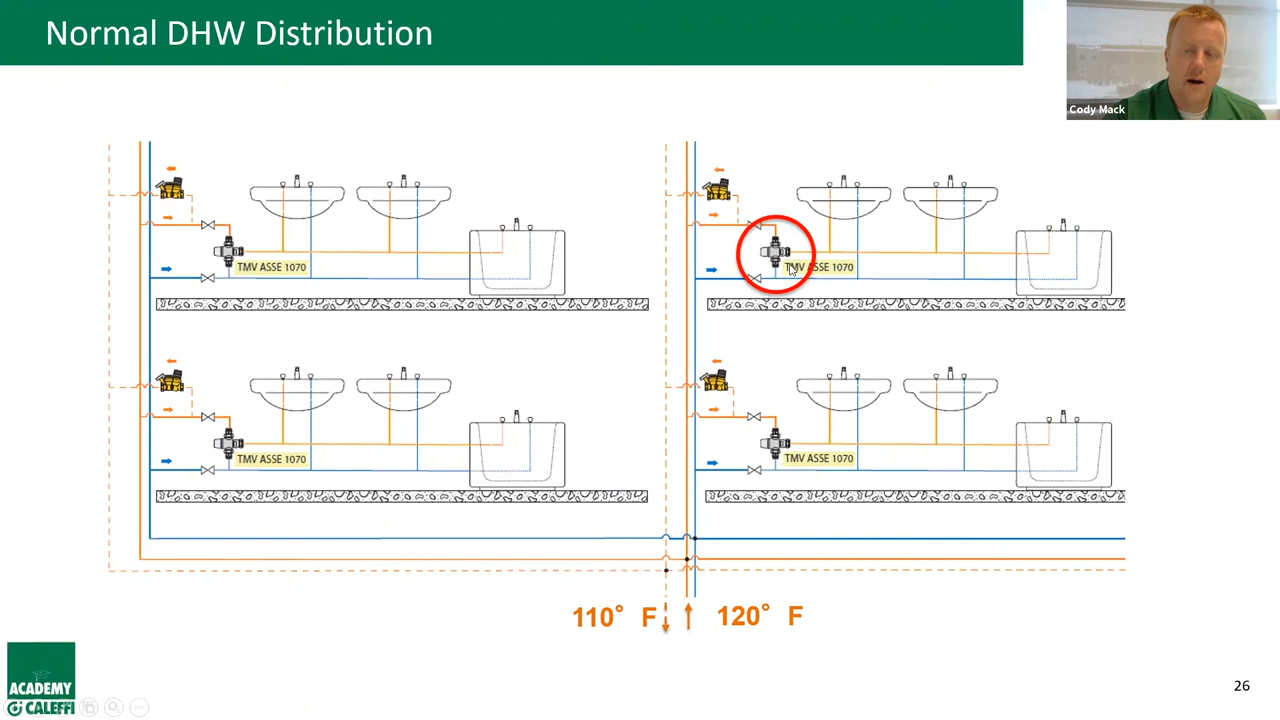 Normal DHW Distribution
Cody Mack
TMV ASSE 1070
TMV ASSE 1070
TMV ASSE 1070
TMV ASSE 1070
110° F
120° F
ACADEMY
CALEFFI
26